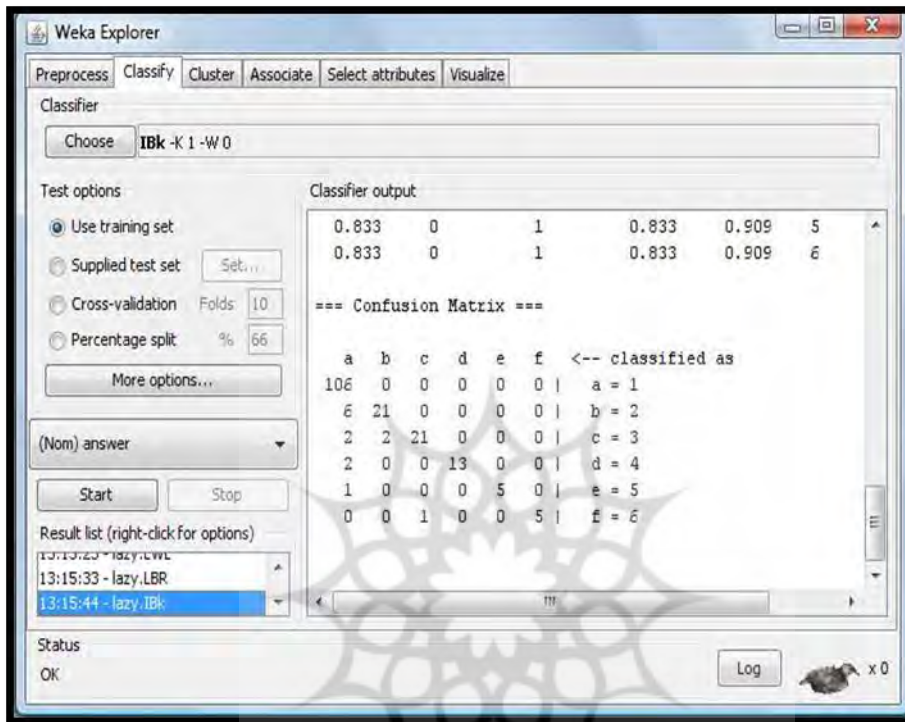 Weka Explorer
Preprocess Classify Cluster Associate Select attributes Visualize
Classifier
Choose IBk -K 1 -W 0
Test options
Use training set
Supplied test set Set...
Cross-validation Folds 10
Percentage split % 66
More options...
(Nom) answer
Start Stop
Result list (right-click for options)
13:15:25 - lazy.LWL
13:15:33 - lazy.LBR
13:15:44 - lazy.IBk
Classifier output
0.833 0 1 0.833 0.909 5
0.833 0 1 0.833 0.909 6
=== Confusion Matrix ===
a b c d e f <-- classified as
106 0 0 0 0 0 | a = 1
6 21 0 0 0 0 | b = 2
2 2 21 0 0 0 | c = 3
2 0 0 13 0 0 | d = 4
1 0 0 0 5 0 | e = 5
0 0 1 0 0 5 | f = 6
Status
OK
Log x 0